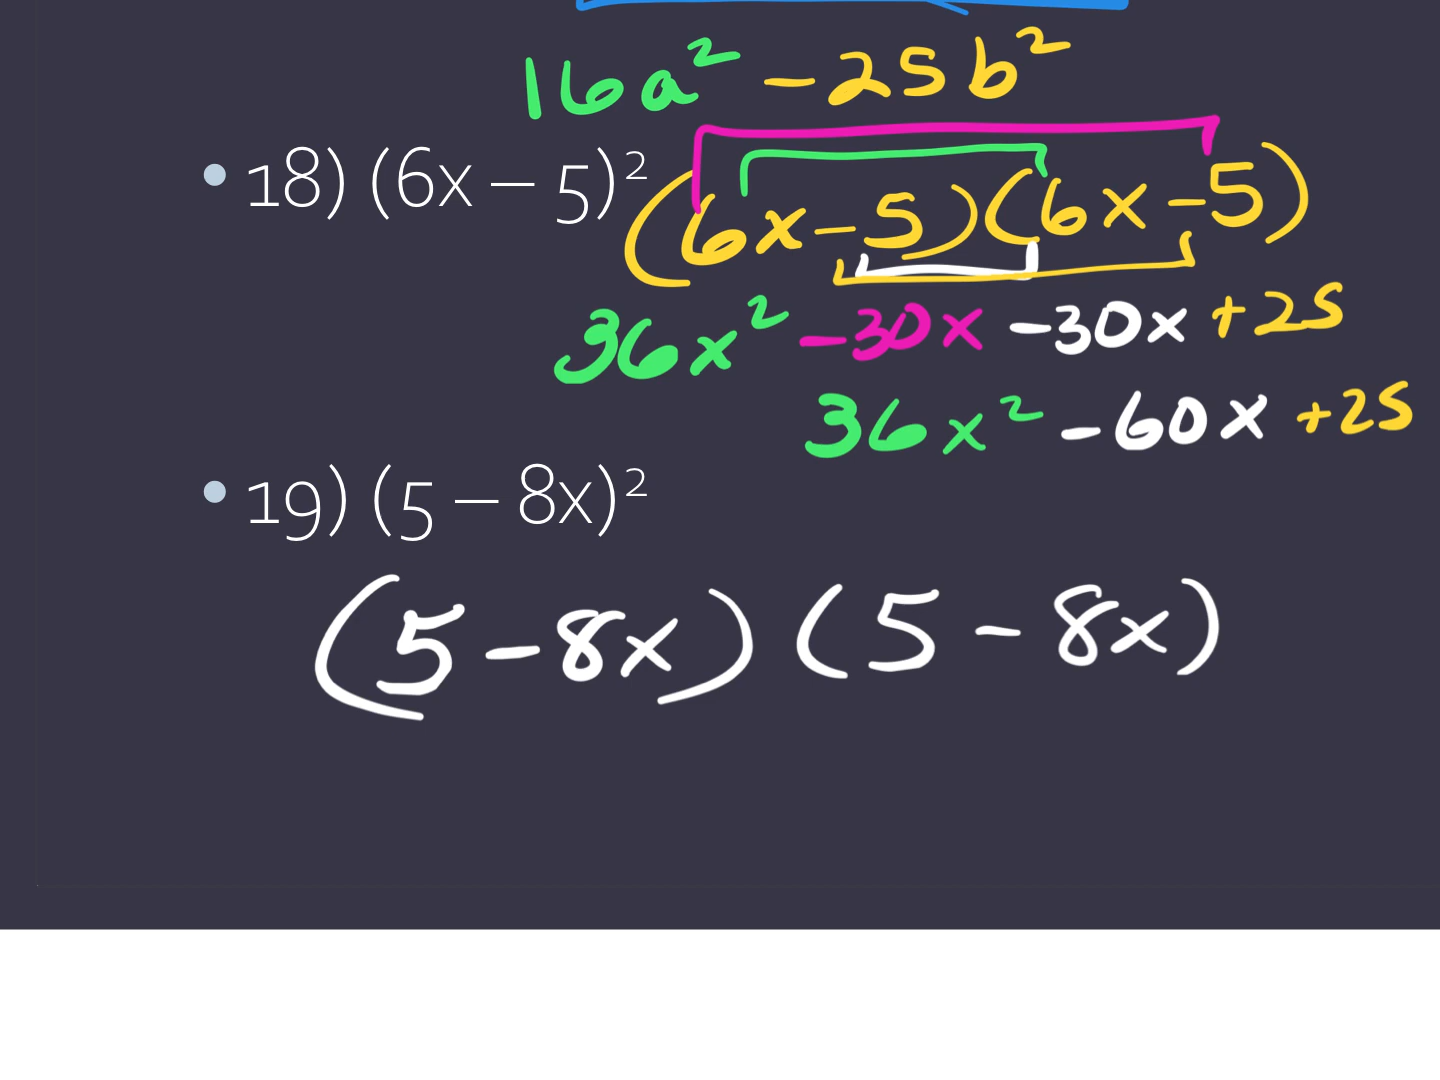 16a² - 25b²
• 18) (6x – 5)² (6x - 5)(6x - 5)
36x² - 30x - 30x + 25
36x² - 60x + 25
• 19) (5 – 8x)²
(5 - 8x) (5 - 8x)